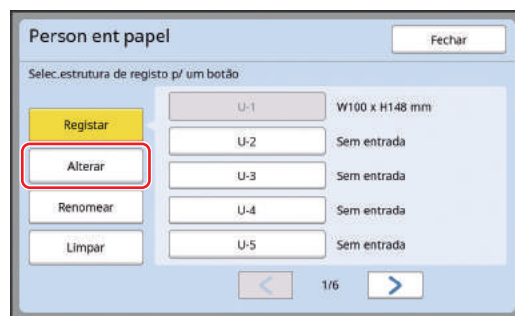 Person ent papel
Fechar
Selec.estrutura de registo p/ um botão
Registar
Alterar
Renomear
Limpar
U-1 W100 x H148 mm
U-2 Sem entrada
U-3 Sem entrada
U-4 Sem entrada
U-5 Sem entrada
1/6